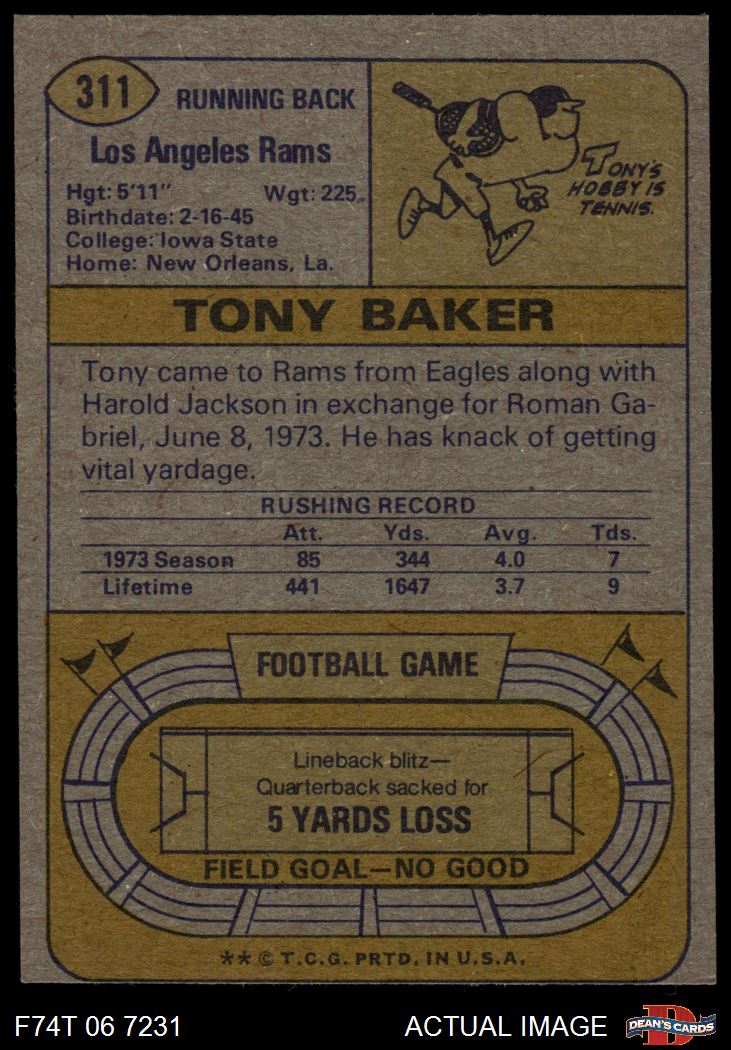 311
RUNNING BACK
Los Angeles Rams
Hgt: 5'11" Wgt: 225
Birthdate: 2-16-45
College: Iowa State
Home: New Orleans, La.
TONY'S
HOBBY IS
TENNIS.
TONY BAKER
Tony came to Rams from Eagles along with
Harold Jackson in exchange for Roman Ga-
briel, June 8, 1973. He has knack of getting
vital yardage.
RUSHING RECORD
Att. Yds. Avg. Tds.
1973 Season 85 344 4.0 7
Lifetime 441 1647 3.7 9
FOOTBALL GAME
Lineback blitz—
Quarterback sacked for
5 YARDS LOSS
FIELD GOAL—NO GOOD
**© T.C.G. PRTD. IN U.S.A.
F74T 06 7231 ACTUAL IMAGE
D
DEAN'S CARDS